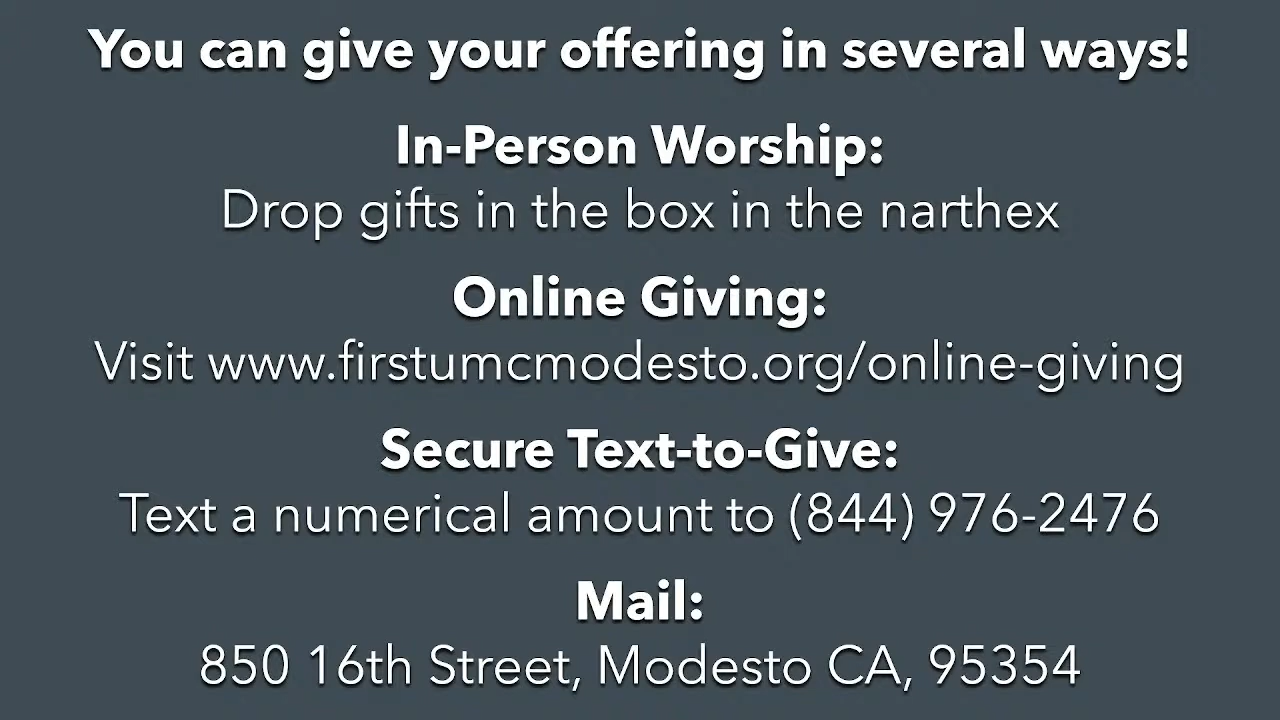 You can give your offering in several ways!
In-Person Worship:
Drop gifts in the box in the narthex
Online Giving:
Visit www.firstumcmodesto.org/online-giving
Secure Text-to-Give:
Text a numerical amount to (844) 976-2476
Mail:
850 16th Street, Modesto CA, 95354